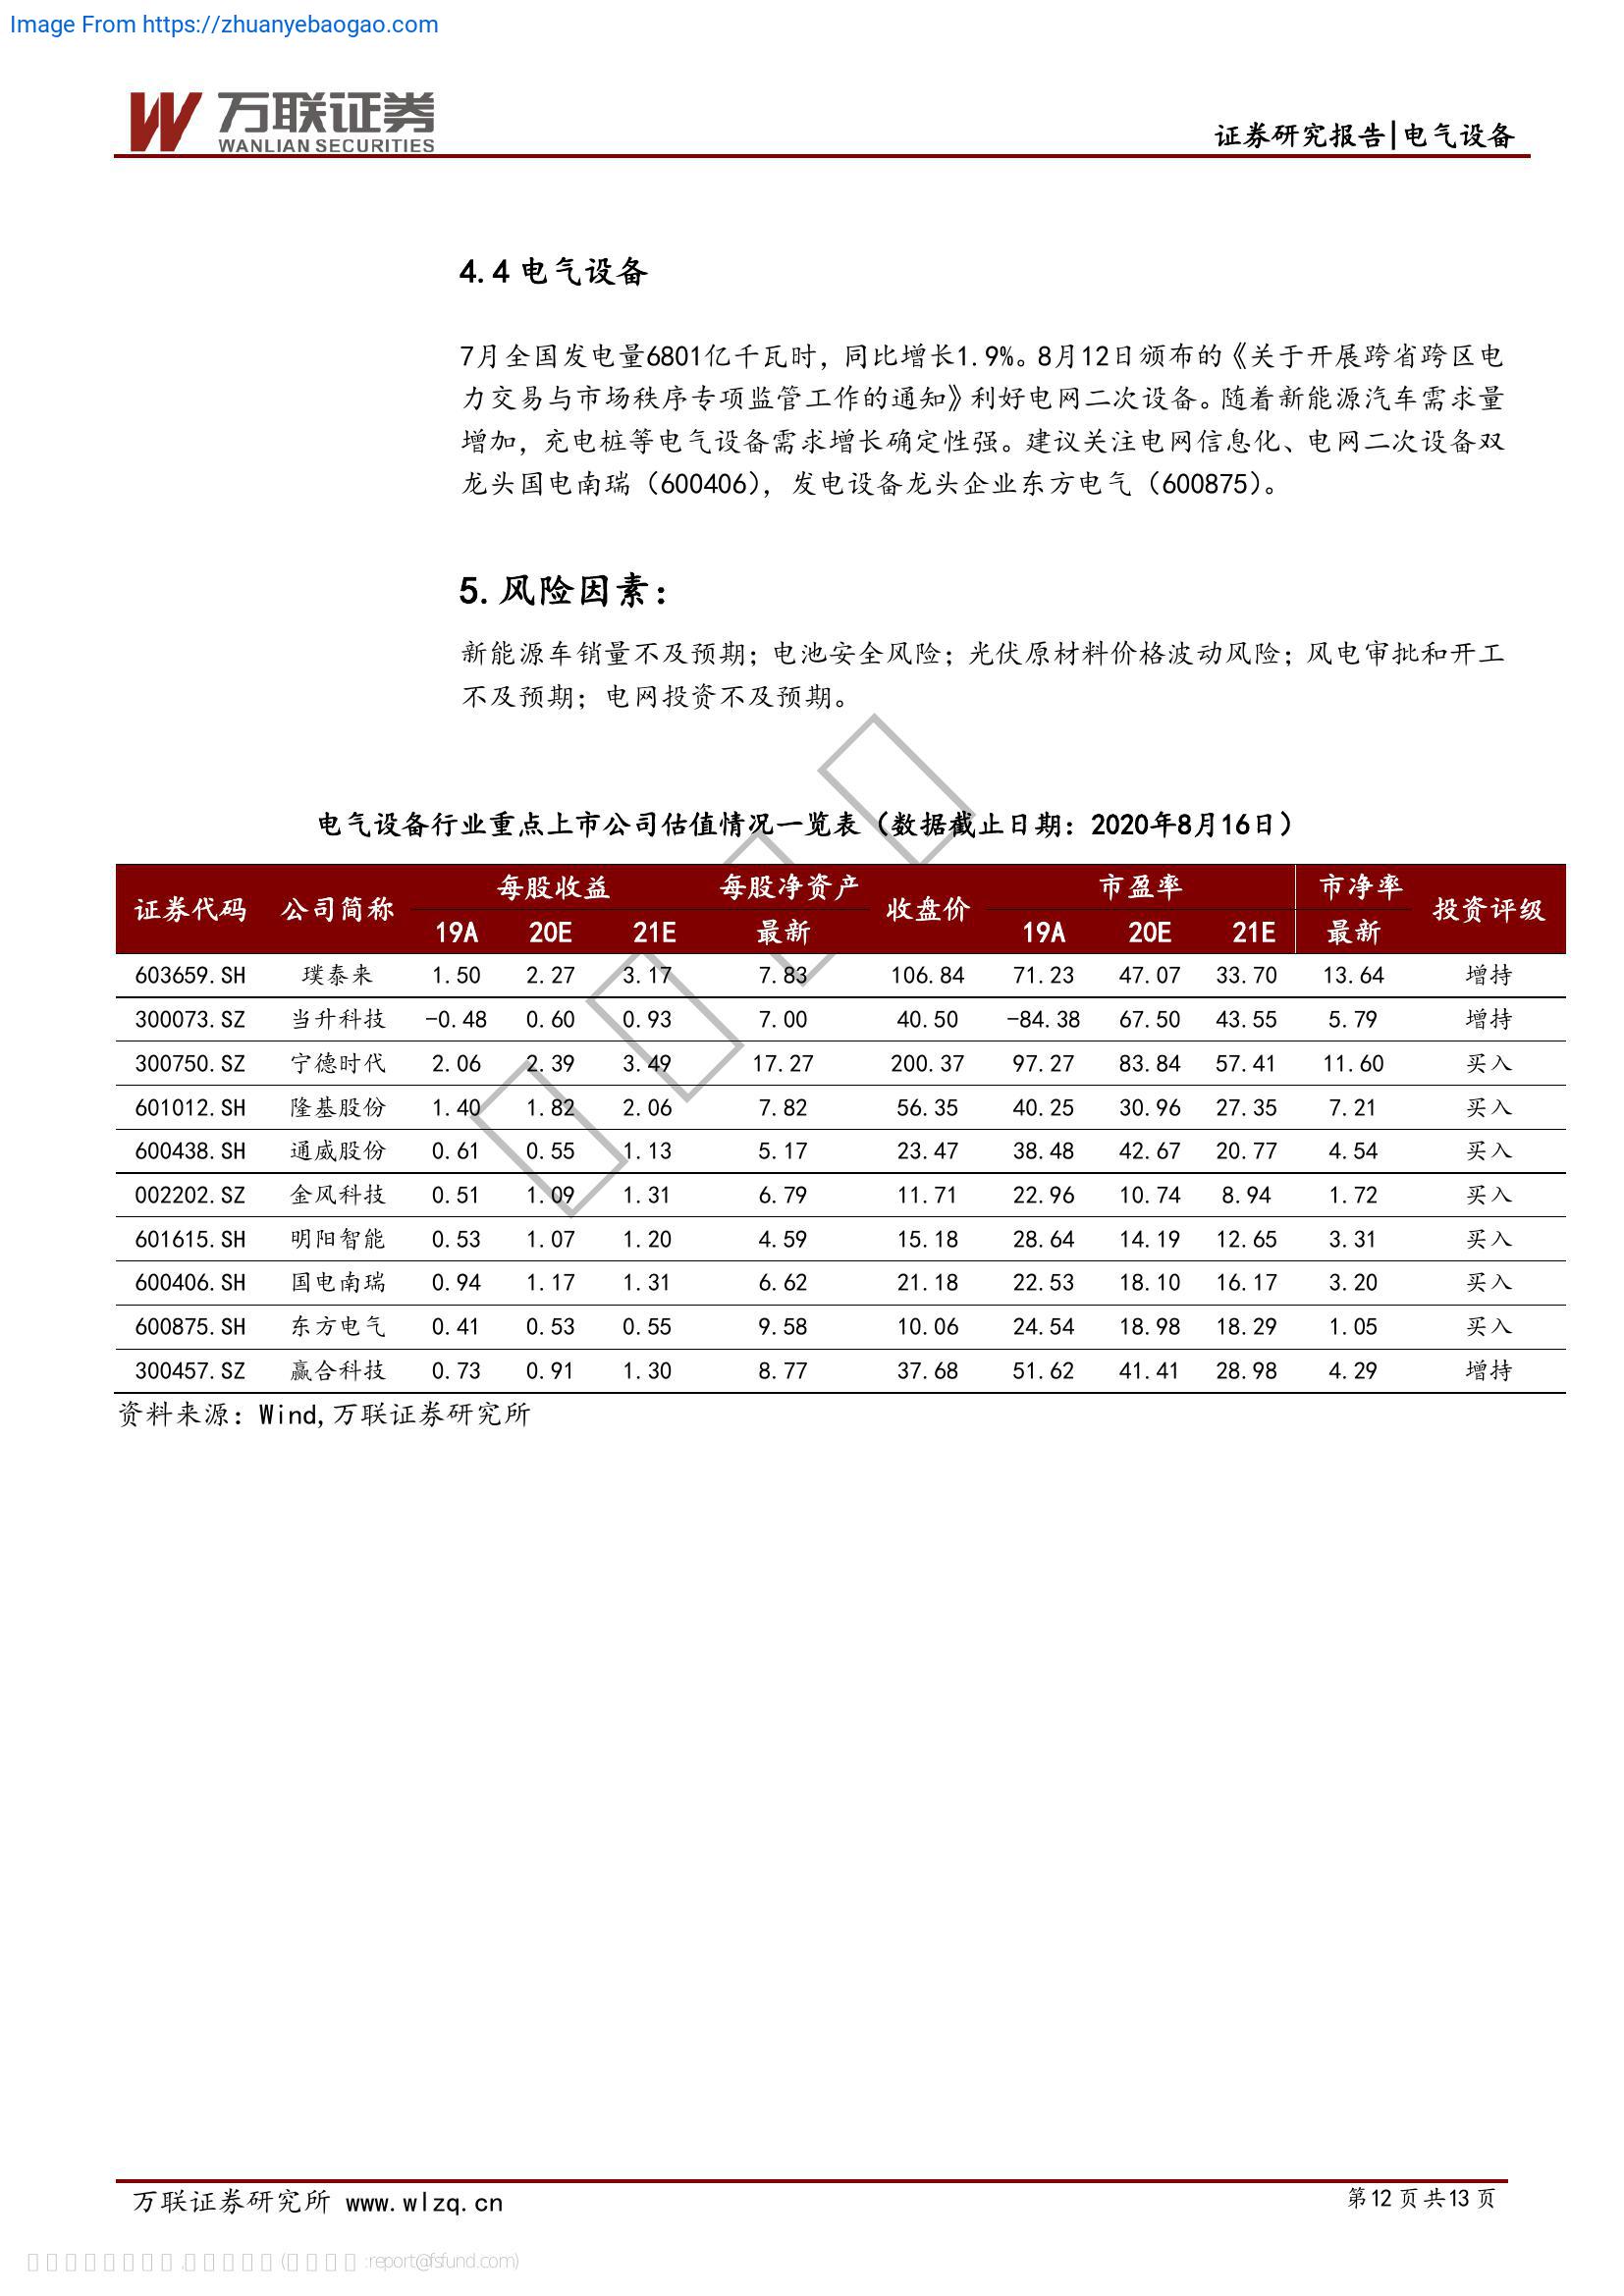 Image From https://zhuanyebaogao.com
万联证券
WANLIAN SECURITIES
证券研究报告|电气设备
4.4 电气设备
7月全国发电量6801亿千瓦时，同比增长1.9%。8月12日颁布的《关于开展跨省跨区电
力交易与市场秩序专项监管工作的通知》利好电网二次设备。随着新能源汽车需求量
增加，充电桩等电气设备需求增长确定性强。建议关注电网信息化、电网二次设备双
龙头国电南瑞（600406），发电设备龙头企业东方电气（600875）。
5.风险因素：
新能源车销量不及预期；电池安全风险；光伏原材料价格波动风险；风电审批和开工
不及预期；电网投资不及预期。
电气设备行业重点上市公司估值情况一览表（数据截止日期：2020年8月16日）
证券代码 公司简称 每股收益 每股净资产 收盘价 市盈率 市净率 投资评级
19A 20E 21E 最新 19A 20E 21E 最新
603659.SH 璞泰来 1.50 2.27 3.17 7.83 106.84 71.23 47.07 33.70 13.64 增持
300073.SZ 当升科技 -0.48 0.60 0.93 7.00 40.50 -84.38 67.50 43.55 5.79 增持
300750.SZ 宁德时代 2.06 2.39 3.49 17.27 200.37 97.27 83.84 57.41 11.60 买入
601012.SH 隆基股份 1.40 1.82 2.06 7.82 56.35 40.25 30.96 27.35 7.21 买入
600438.SH 通威股份 0.61 0.55 1.13 5.17 23.47 38.48 42.67 20.77 4.54 买入
002202.SZ 金风科技 0.51 1.09 1.31 6.79 11.71 22.96 10.74 8.94 1.72 买入
601615.SH 明阳智能 0.53 1.07 1.20 4.59 15.18 28.64 14.19 12.65 3.31 买入
600406.SH 国电南瑞 0.94 1.17 1.31 6.62 21.18 22.53 18.10 16.17 3.20 买入
600875.SH 东方电气 0.41 0.53 0.55 9.58 10.06 24.54 18.98 18.29 1.05 买入
300457.SZ 赢合科技 0.73 0.91 1.30 8.77 37.68 51.62 41.41 28.98 4.29 增持
资料来源：Wind,万联证券研究所
万联证券研究所 www.wlzq.cn
第12 页 共13 页
report@fsfund.com)